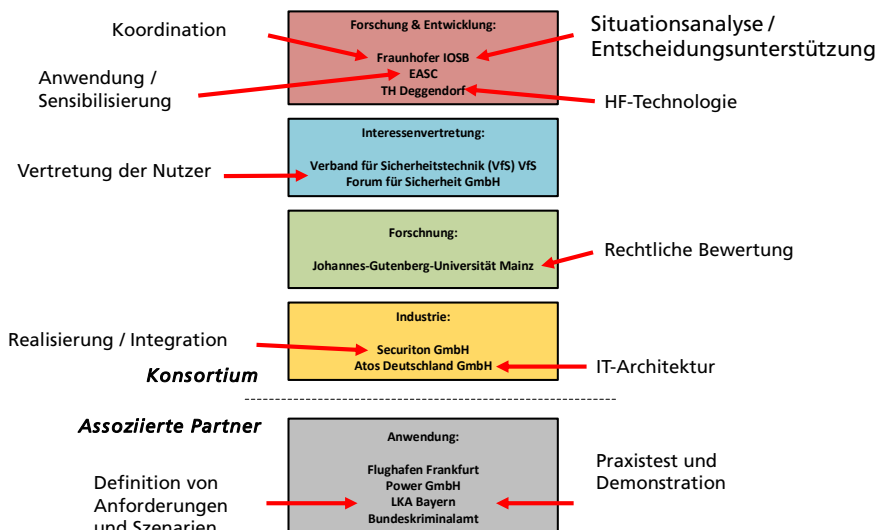 Koordination
Anwendung /
Sensibilisierung
Forschung & Entwicklung:
Fraunhofer IOSB
EASC
TH Deggendorf
Situationsanalyse /
Entscheidungsunterstützung
HF-Technologie
Vertretung der Nutzer
Interessenvertretung:
Verband für Sicherheitstechnik (VfS) VfS
Forum für Sicherheit GmbH
Forschnung:
Johannes-Gutenberg-Universität Mainz
Rechtliche Bewertung
Realisierung / Integration
Industrie:
Securiton GmbH
Atos Deutschland GmbH
IT-Architektur
Konsortium
Assoziierte Partner
Anwendung:
Flughafen Frankfurt
Power GmbH
LKA Bayern
Bundeskriminalamt
Definition von
Anforderungen
und Szenarien
Praxistest und
Demonstration